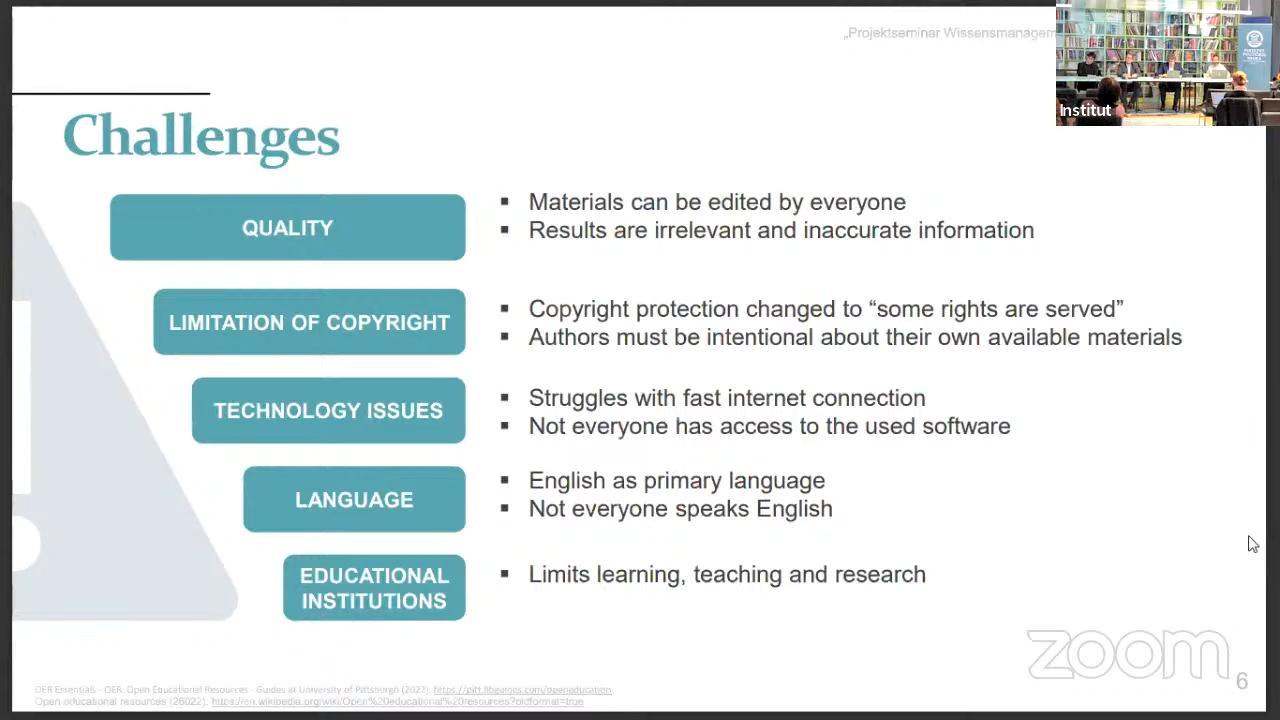 „Projektseminar Wissensmanagem
Institut
Challenges
QUALITY
▪ Materials can be edited by everyone
▪ Results are irrelevant and inaccurate information
LIMITATION OF COPYRIGHT
▪ Copyright protection changed to “some rights are served”
▪ Authors must be intentional about their own available materials
TECHNOLOGY ISSUES
▪ Struggles with fast internet connection
▪ Not everyone has access to the used software
LANGUAGE
▪ English as primary language
▪ Not everyone speaks English
EDUCATIONAL
INSTITUTIONS
▪ Limits learning, teaching and research
zoom
6
OER Essentials - OER: Open Educational Resources - Guides at University of Pittsburgh (2022). https://pitt.libguides.com/openeducation
Open educational resources (26022). https://en.wikipedia.org/wiki/Open%20educational%20resources?oldformat=true